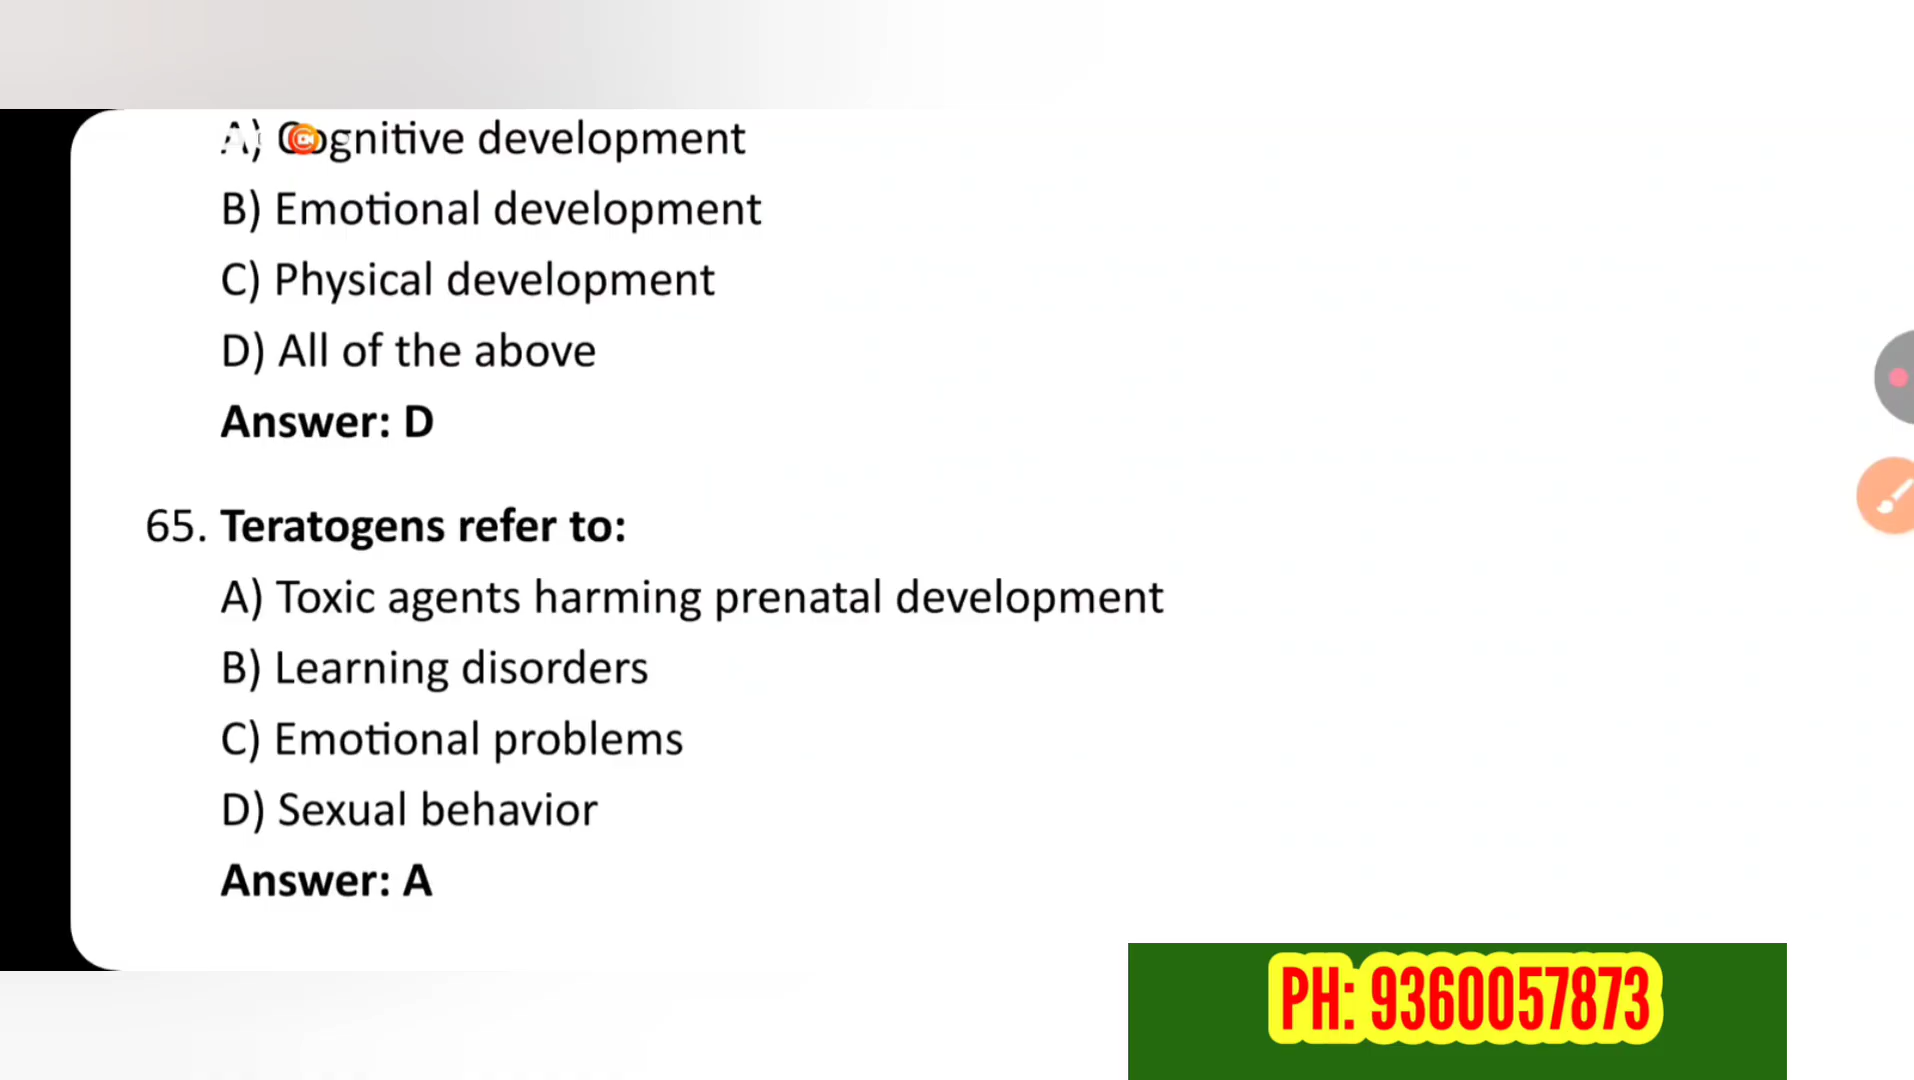 A) Cognitive development
B) Emotional development
C) Physical development
D) All of the above
Answer: D
65. Teratogens refer to:
A) Toxic agents harming prenatal development
B) Learning disorders
C) Emotional problems
D) Sexual behavior
Answer: A
PH: 9360057873